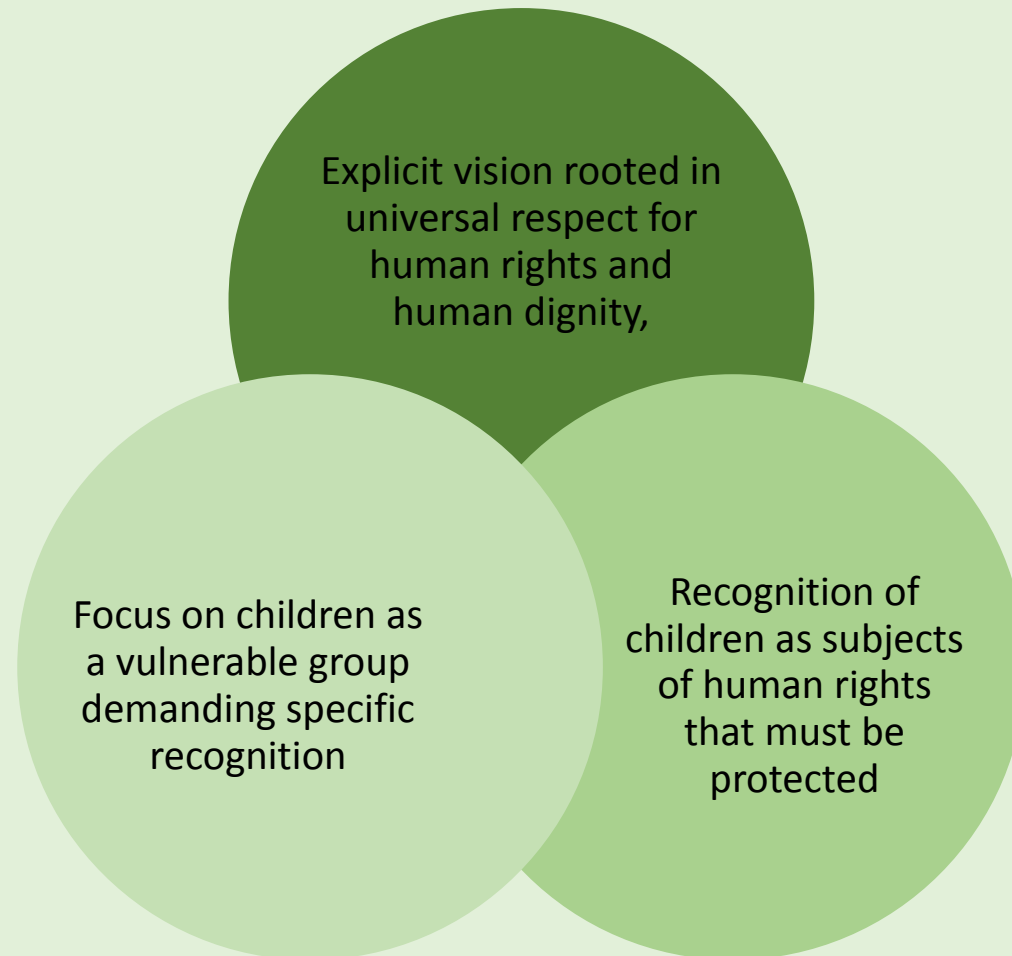 Explicit vision rooted in
universal respect for
human rights and
human dignity,
Focus on children as
a vulnerable group
demanding specific
recognition
Recognition of
children as subjects
of human rights
that must be
protected